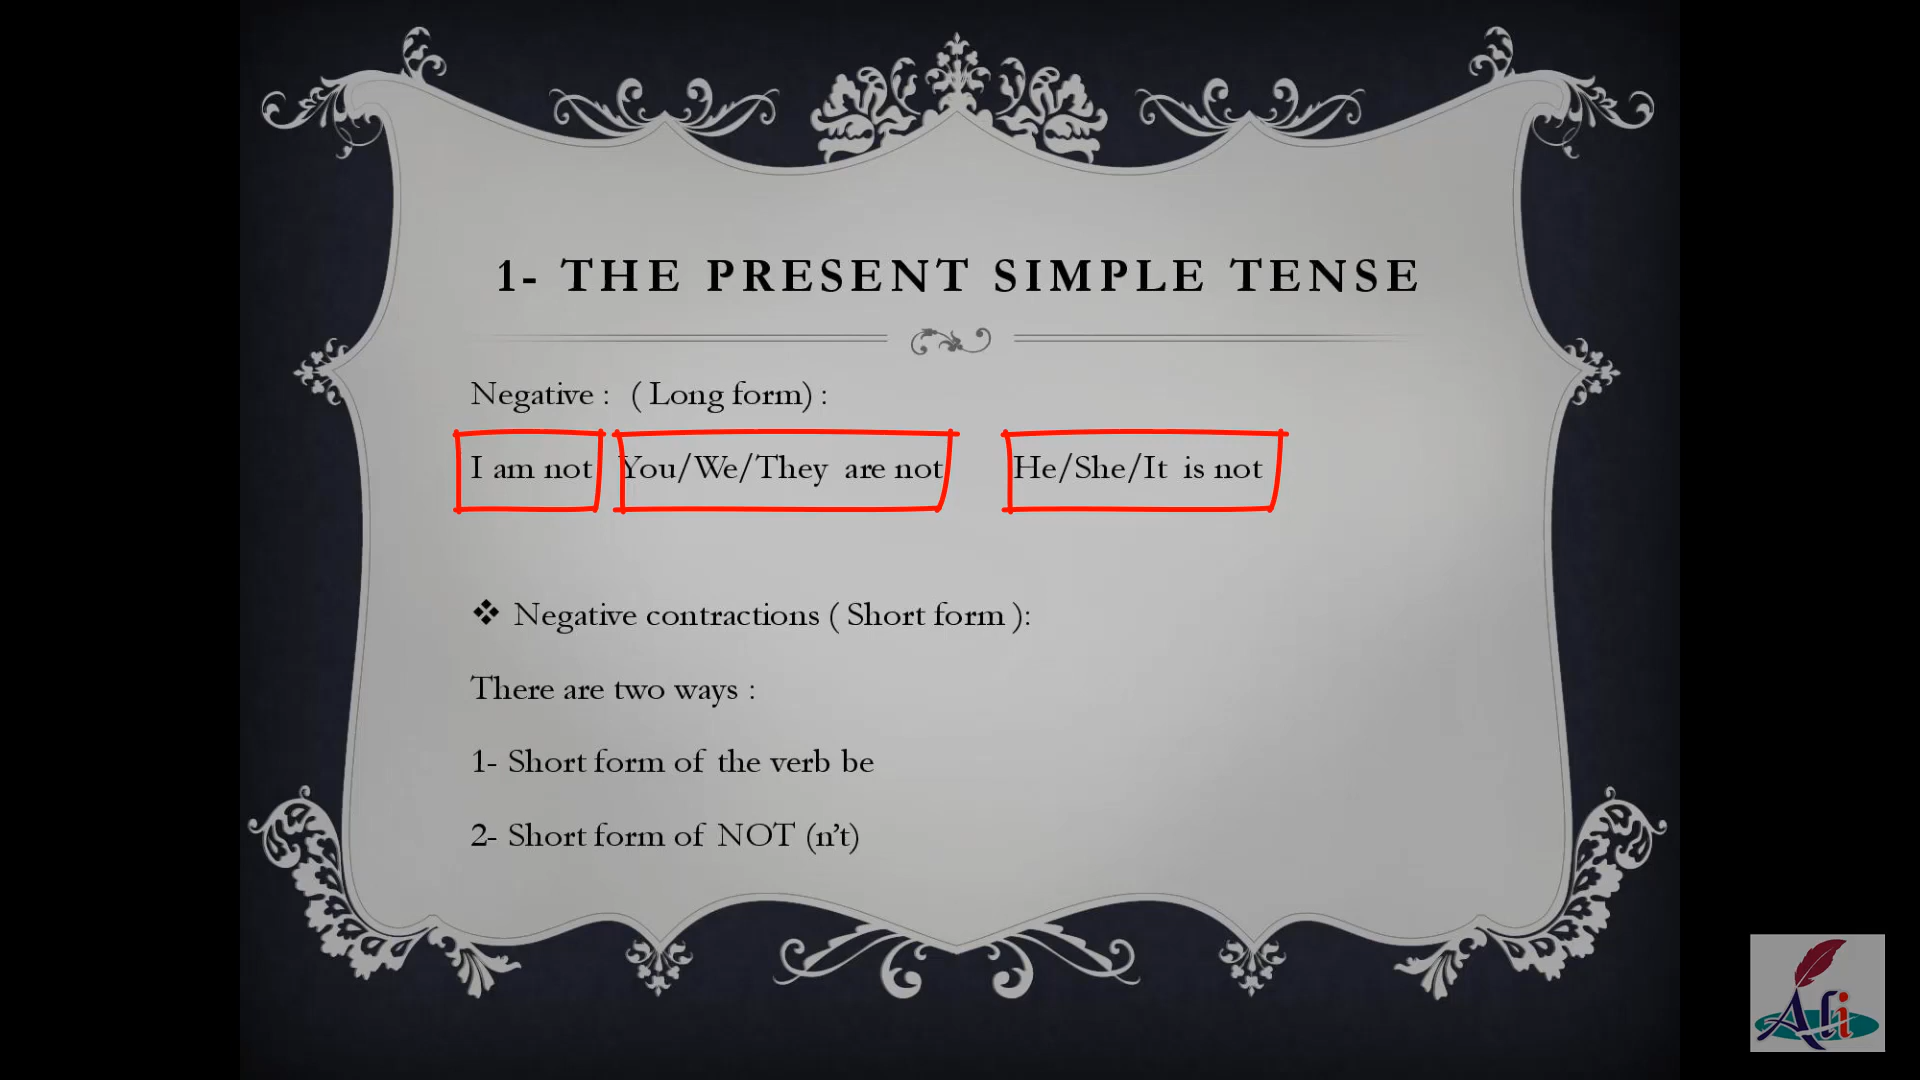 1- THE PRESENT SIMPLE TENSE
Negative : ( Long form) :
I am not You/We/They are not He/She/It is not
❖ Negative contractions ( Short form ):
There are two ways :
1- Short form of the verb be
2- Short form of NOT (n’t)
Ali